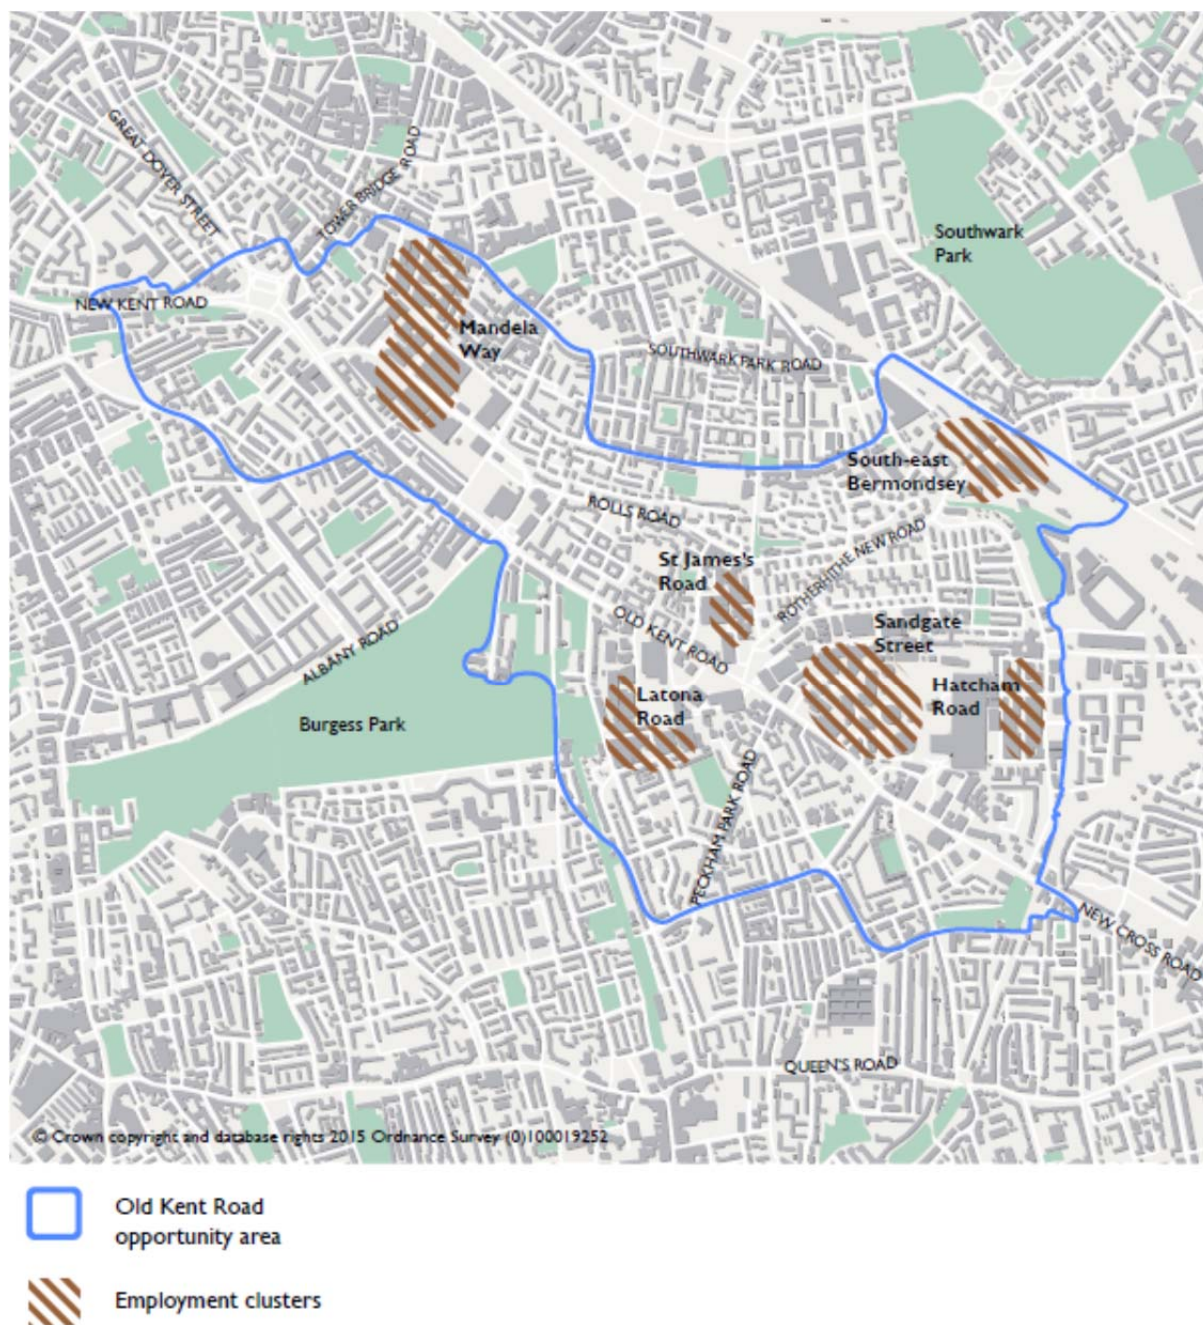 GREAT DOVER STREET
TOWER BRIDGE ROAD
Southwark
Park
NEW KENT ROAD
Mandela
Way
SOUTHWARK PARK ROAD
South-east
Bermondsey
ROLLS ROAD
St James's
Road
ROTHERHITHE NEW ROAD
OLD KENT ROAD
Sandgate
Street
ALBANY ROAD
Latona
Road
Hatcham
Road
Burgess Park
PECKHAM PARK ROAD
NEW CROSS ROAD
QUEEN'S ROAD
© Crown copyright and database rights 2015 Ordnance Survey (0)100019252
Old Kent Road
opportunity area
Employment clusters